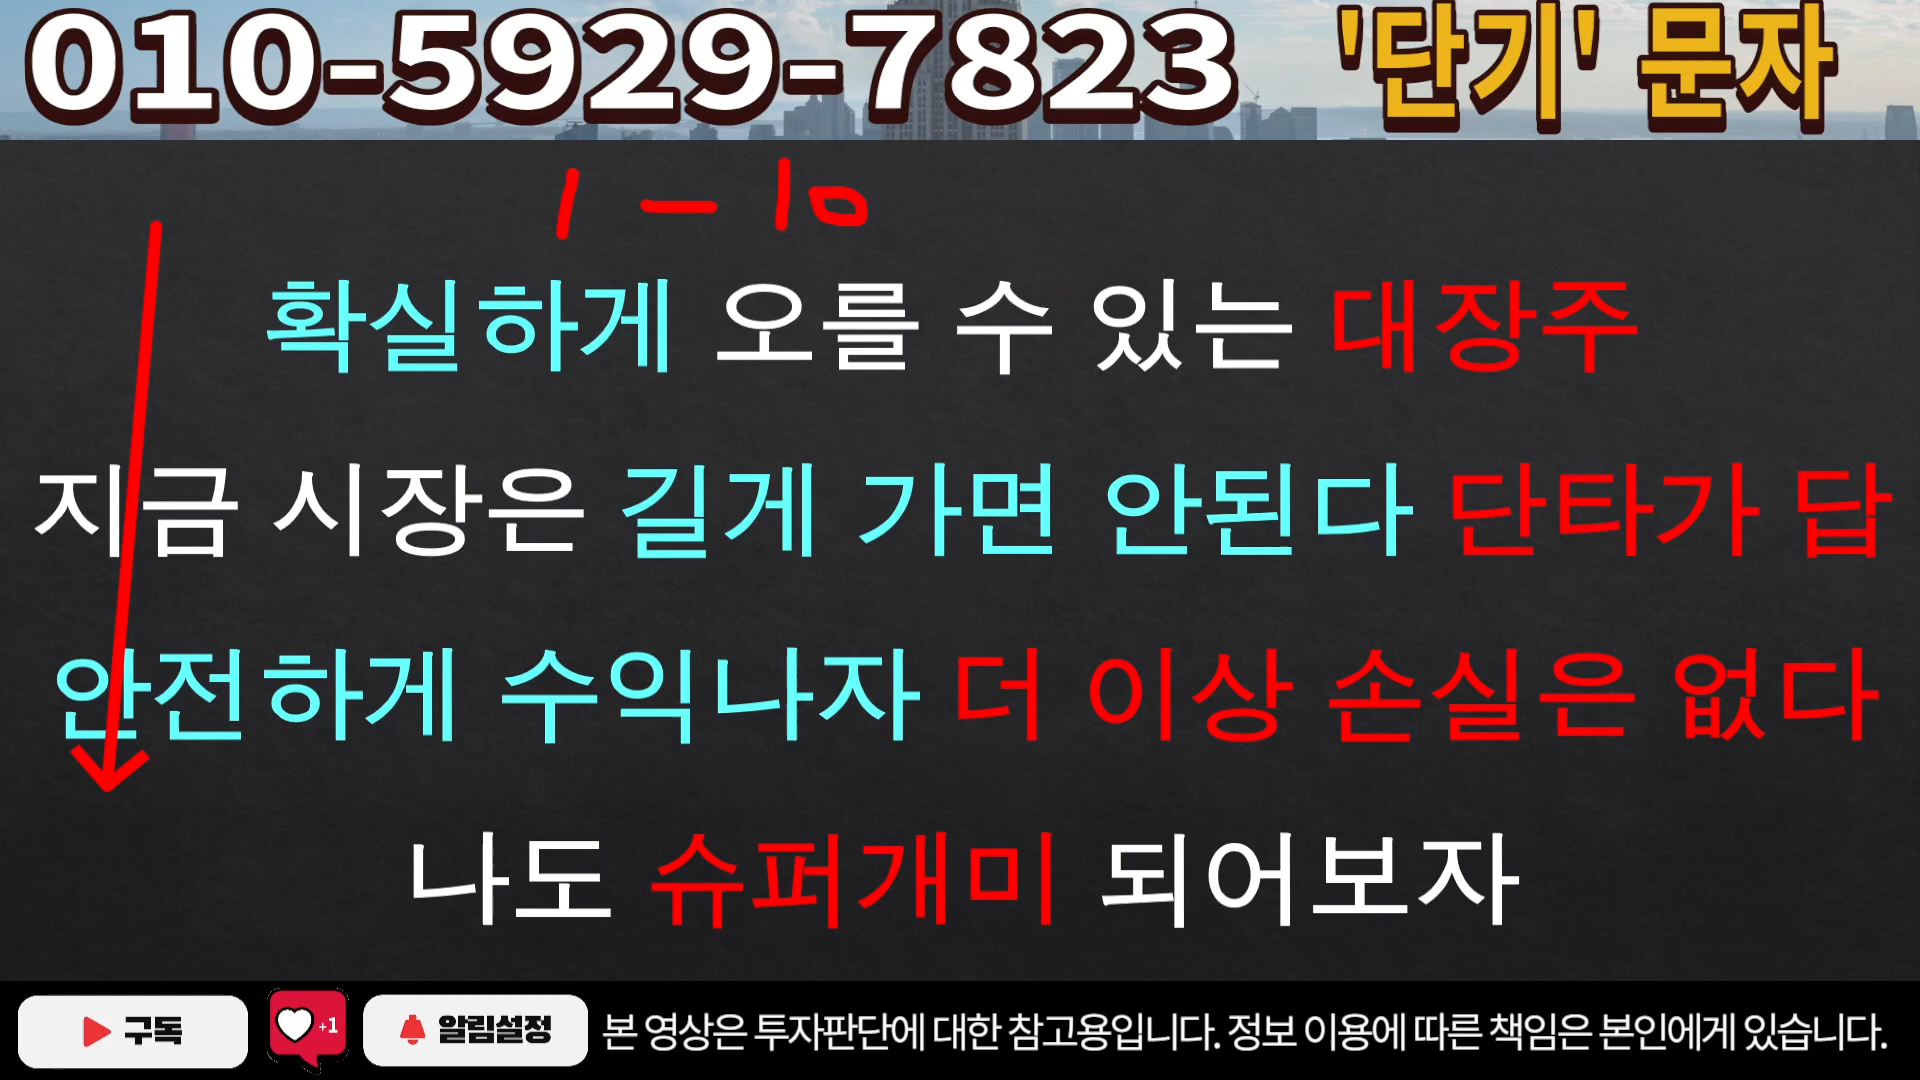 010-5929-7823 '단기' 문자
1 - 10
확실하게 오를 수 있는 대장주
지금 시장은 길게 가면 안된다 단타가 답
안전하게 수익나자 더 이상 손실은 없다
나도 슈퍼개미 되어보자
구독 +1 알림설정 본 영상은 투자판단에 대한 참고용입니다. 정보 이용에 따른 책임은 본인에게 있습니다.